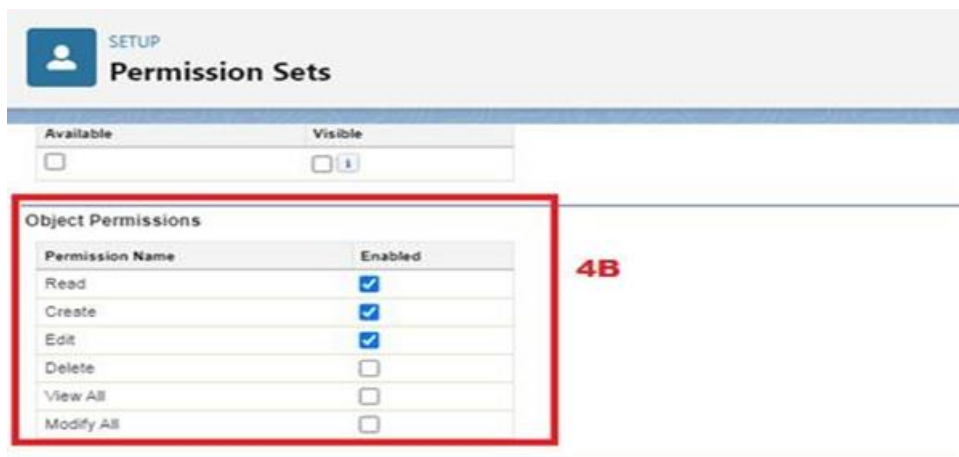 SETUP
Permission Sets
Available Visible
i
Object Permissions
Permission Name Enabled
Read
Create
Edit
Delete
View All
Modify All
4B